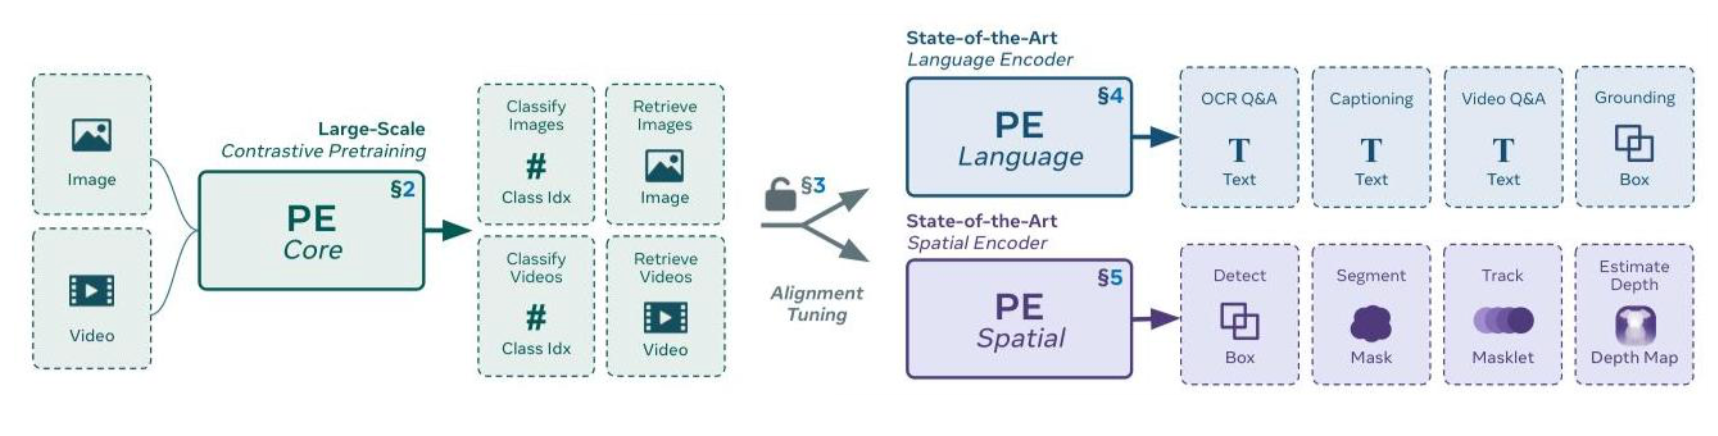 Image
Video
Large-Scale
Contrastive Pretraining
§2
PE
Core
Classify
Images
#
Class Idx
Retrieve
Images
Image
Classify
Videos
#
Class Idx
Retrieve
Videos
Video
§3
Alignment
Tuning
State-of-the-Art
Language Encoder
§4
PE
Language
OCR Q&A
T
Text
Captioning
T
Text
Video Q&A
T
Text
Grounding
Box
State-of-the-Art
Spatial Encoder
§5
PE
Spatial
Detect
Box
Segment
Mask
Track
Masklet
Estimate
Depth
Depth Map